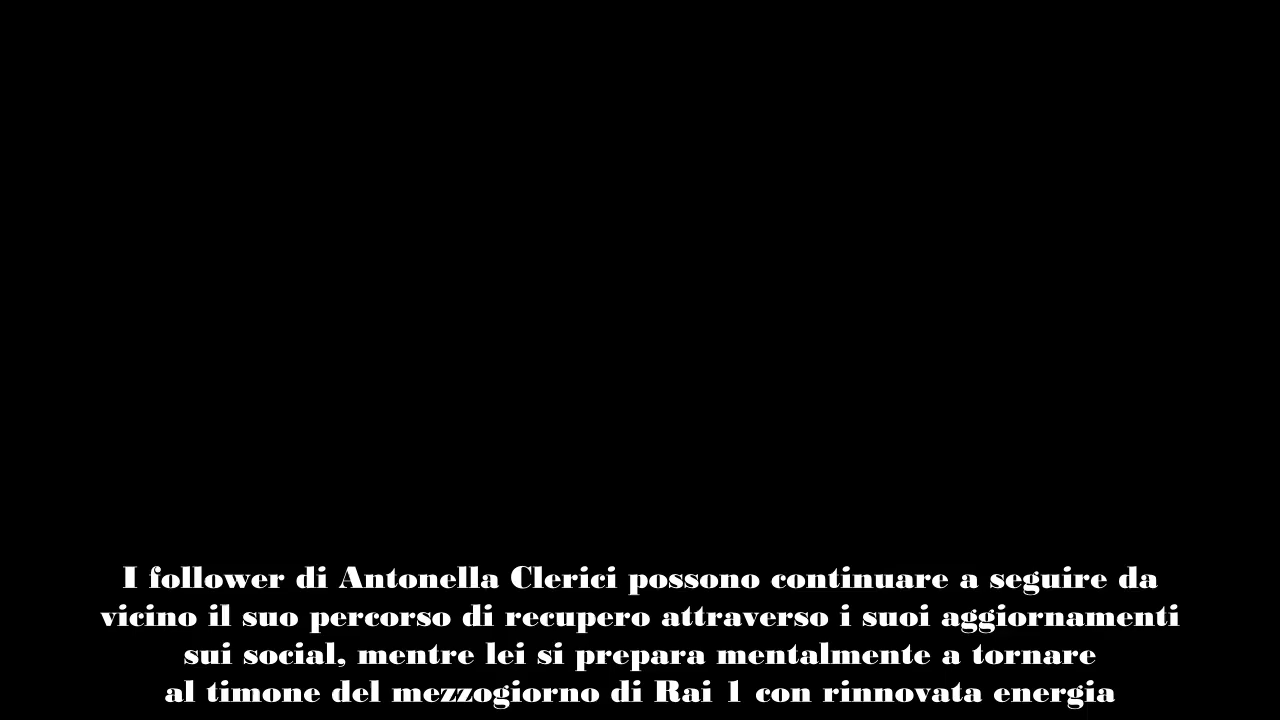 I follower di Antonella Clerici possono continuare a seguire da
vicino il suo percorso di recupero attraverso i suoi aggiornamenti
sui social, mentre lei si prepara mentalmente a tornare
al timone del mezzogiorno di Rai 1 con rinnovata energia